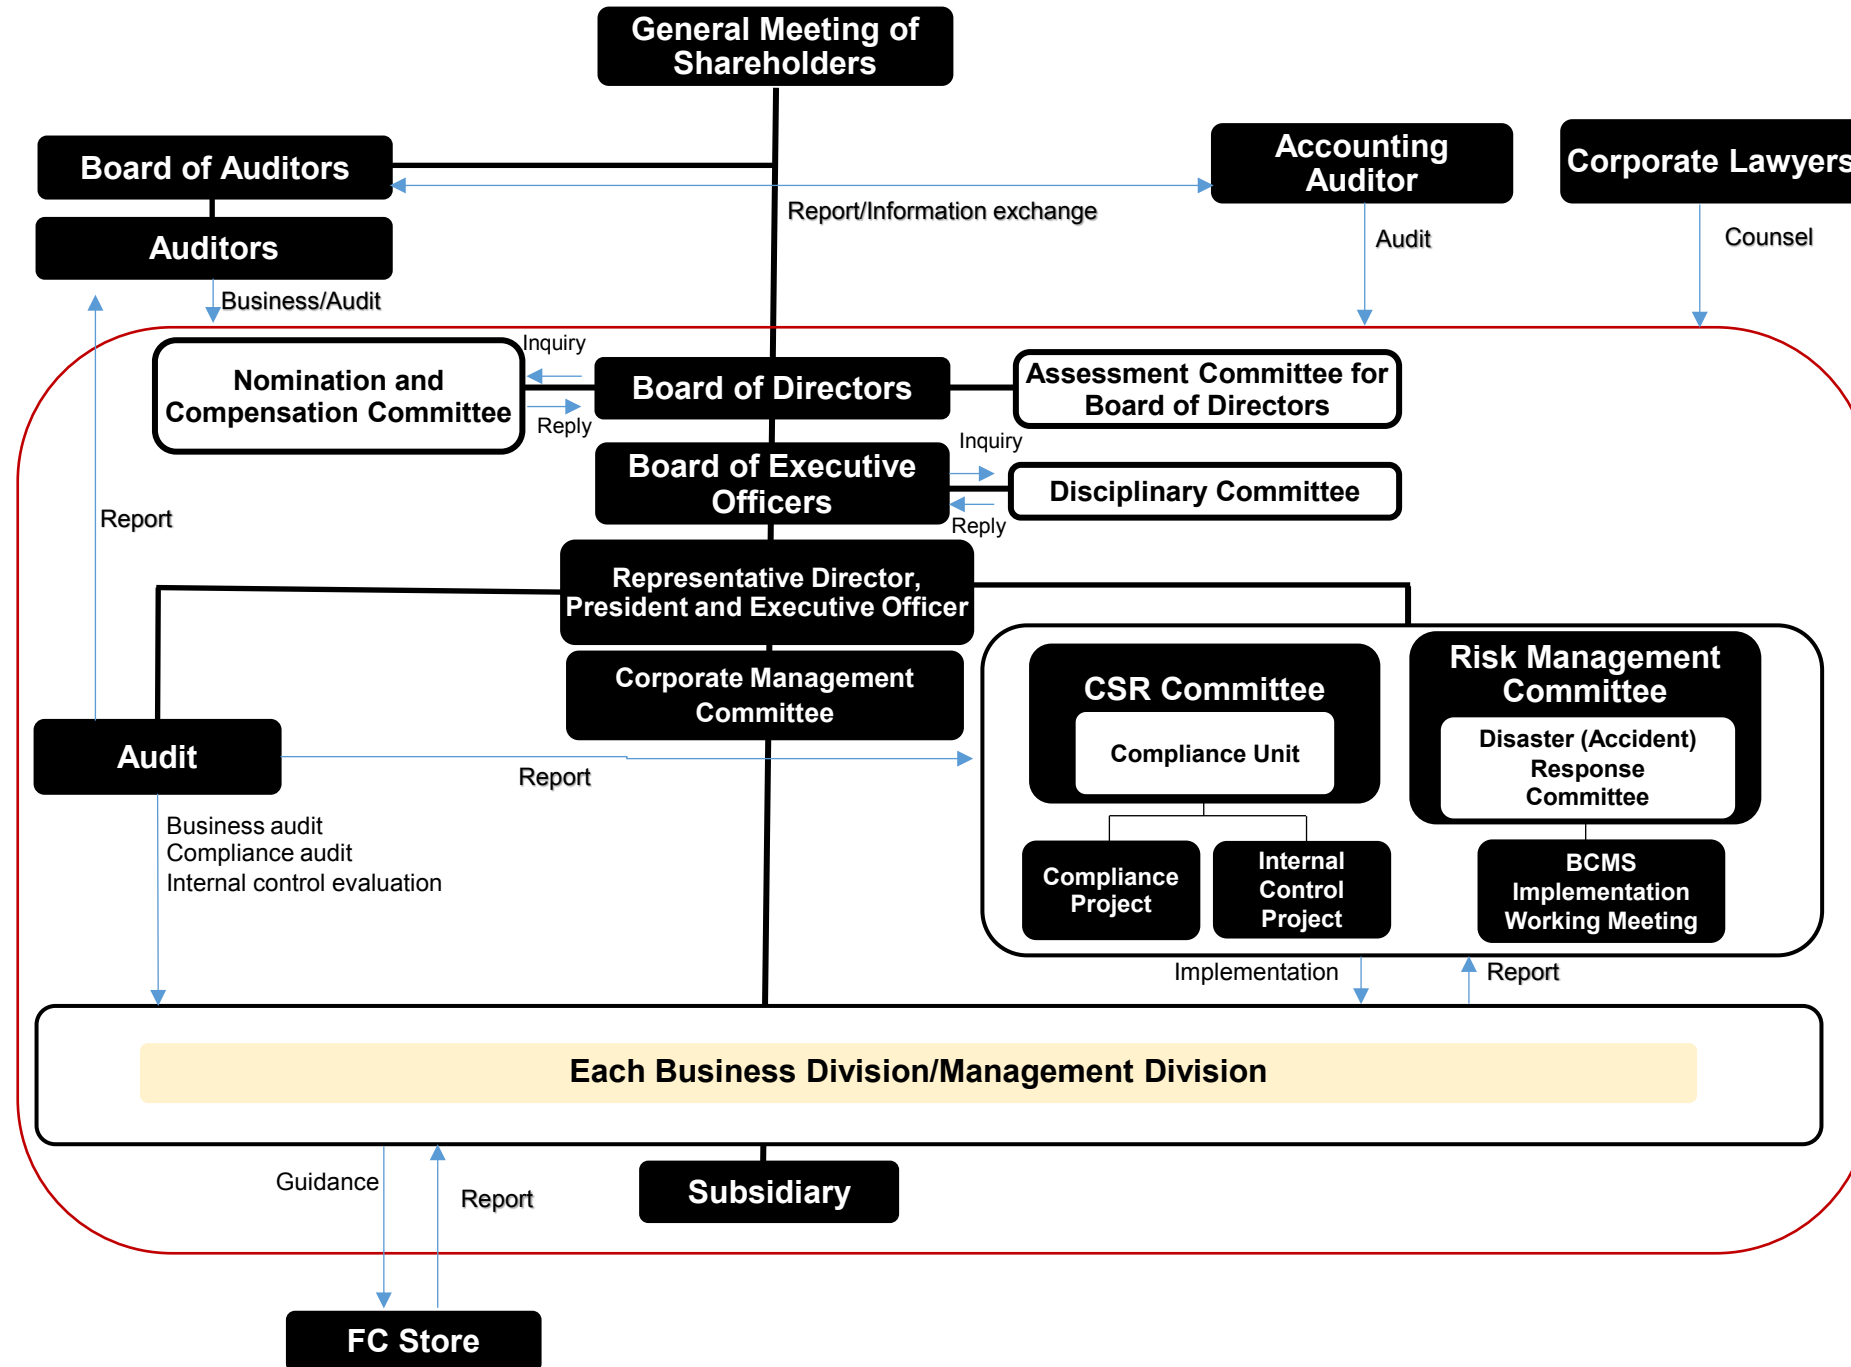 General Meeting of
Shareholders
Board of Auditors
Accounting
Auditor
Corporate Lawyers
Report/Information exchange
Auditors
Audit
Counsel
Business/Audit
Inquiry
Nomination and
Compensation Committee
Board of Directors
Assessment Committee for
Board of Directors
Reply
Inquiry
Board of Executive
Officers
Disciplinary Committee
Reply
Report
Representative Director,
President and Executive Officer
Corporate Management
Committee
CSR Committee
Compliance Unit
Risk Management
Committee
Disaster (Accident)
Response
Committee
Audit
Report
Business audit
Compliance audit
Internal control evaluation
Compliance
Project
Internal
Control
Project
BCMS
Implementation
Working Meeting
Implementation
Report
Each Business Division/Management Division
Guidance
Report
Subsidiary
FC Store